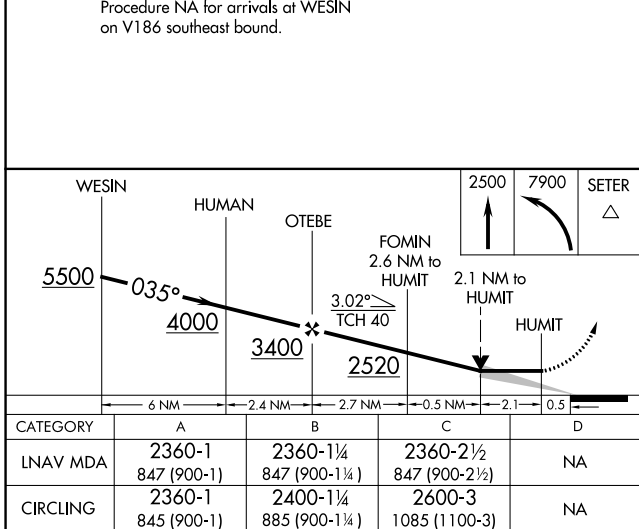 Procedure NA for arrivals at WESIN
on V186 southeast bound.
2500 7900 SETER
WESIN
HUMAN
OTEBE
FOMIN
2.6 NM to
HUMIT
2.1 NM to
HUMIT
HUMIT
5500
035°
4000
3.02°
TCH 40
3400
2520
6 NM 2.4 NM 2.7 NM 0.5 NM 2.1 0.5
CATEGORY A B C D
LNAV MDA 2360-1 2360-1¼ 2360-2½ NA
847 (900-1) 847 (900-1¼) 847 (900-2½)
CIRCLING 2360-1 2400-1¼ 2600-3 NA
845 (900-1) 885 (900-1¼) 1085 (1100-3)